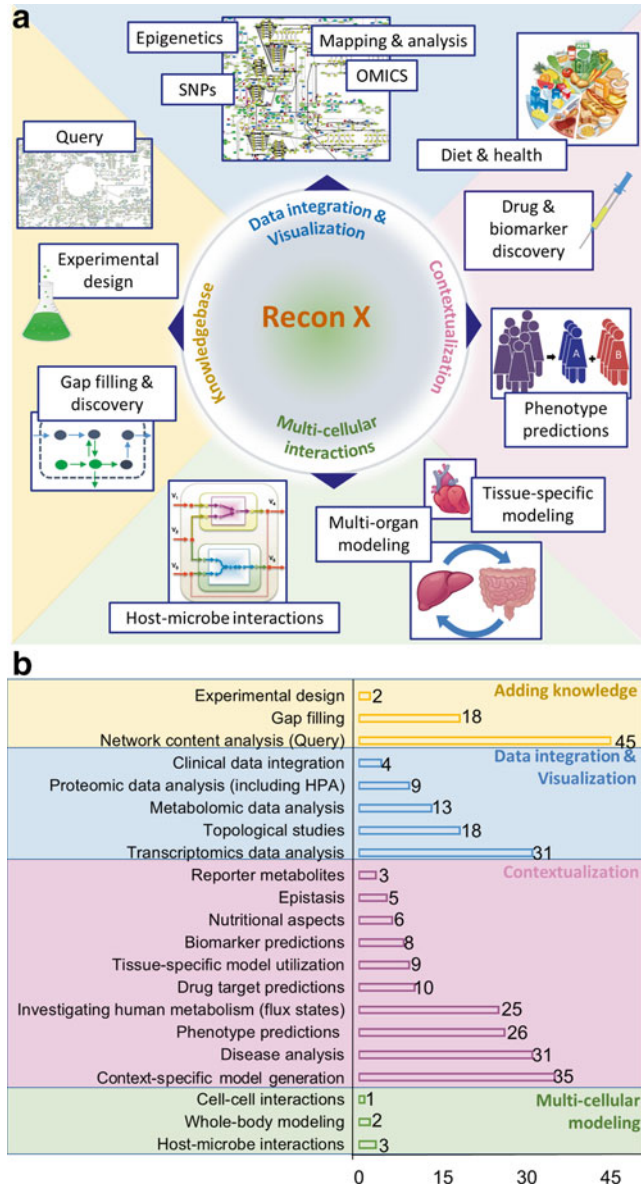 a
Epigenetics
Mapping & analysis
SNPs
OMICS
Query
Diet & health
Drug &
biomarker
discovery
Experimental
design
Data integration &
Visualization
Knowledgebase
Recon X
Contextualization
Multi-cellular
interactions
A
B
Phenotype
predictions
Gap filling &
discovery
Tissue-specific
modeling
Multi-organ
modeling
Host-microbe interactions
b
Adding knowledge
Experimental design 2
Gap filling 18
Network content analysis (Query) 45
Data integration &
Visualization
Clinical data integration 4
Proteomic data analysis (including HPA) 9
Metabolomic data analysis 13
Topological studies 18
Transcriptomics data analysis 31
Contextualization
Reporter metabolites 3
Epistasis 5
Nutritional aspects 6
Biomarker predictions 8
Tissue-specific model utilization 9
Drug target predictions 10
Investigating human metabolism (flux states) 25
Phenotype predictions 26
Disease analysis 31
Context-specific model generation 35
Multi-cellular
modeling
Cell-cell interactions 1
Whole-body modeling 2
Host-microbe interactions 3
0 15 30 45